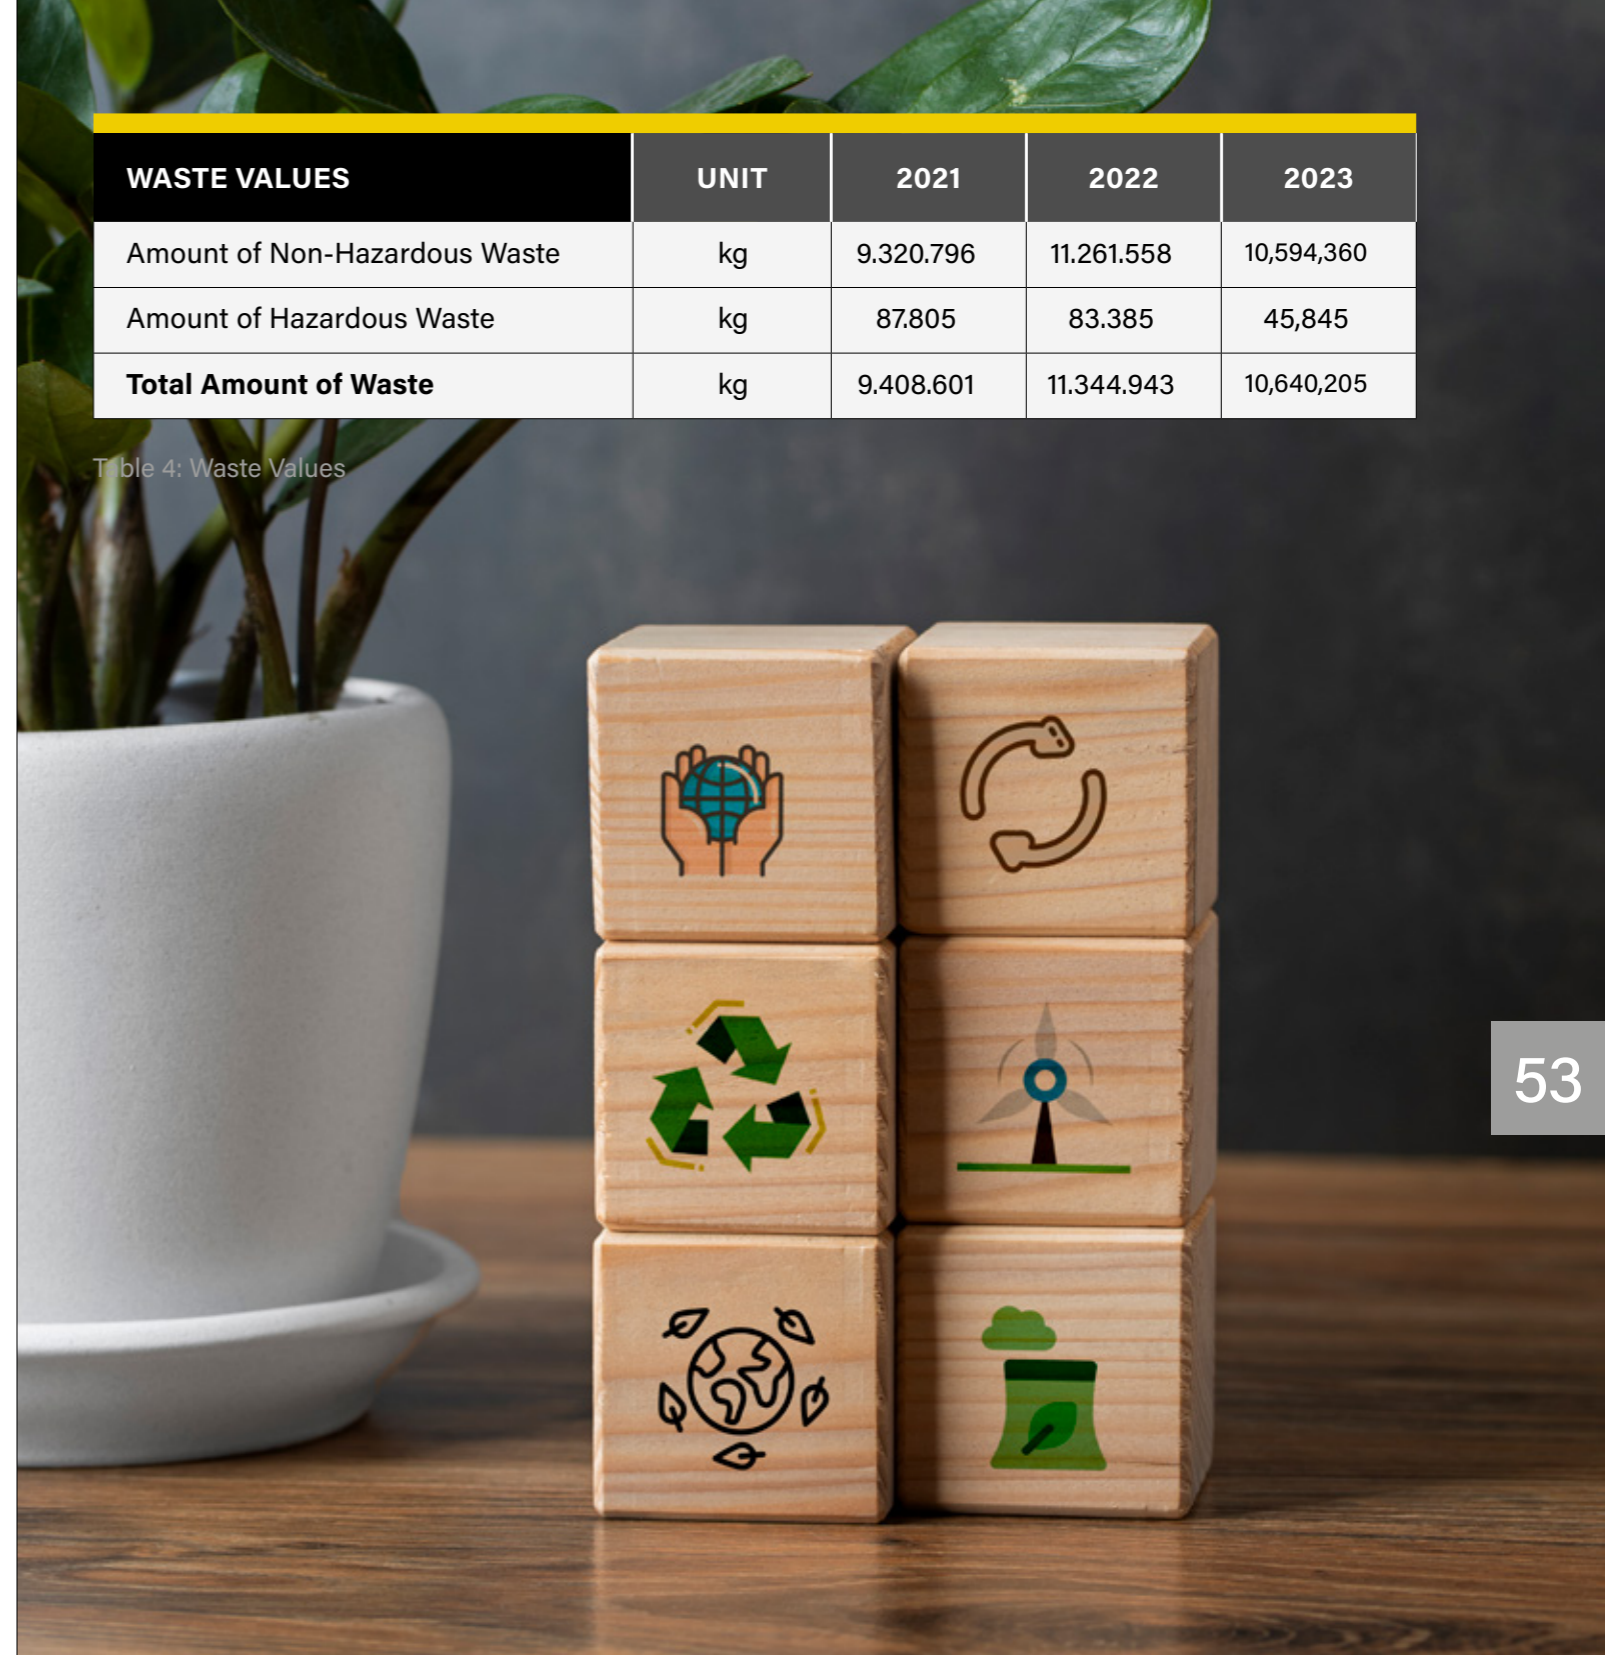 WASTE VALUES UNIT 2021 2022 2023
Amount of Non-Hazardous Waste kg 9.320.796 11.261.558 10,594,360
Amount of Hazardous Waste kg 87.805 83.385 45,845
Total Amount of Waste kg 9.408.601 11.344.943 10,640,205
Table 4: Waste Values
53